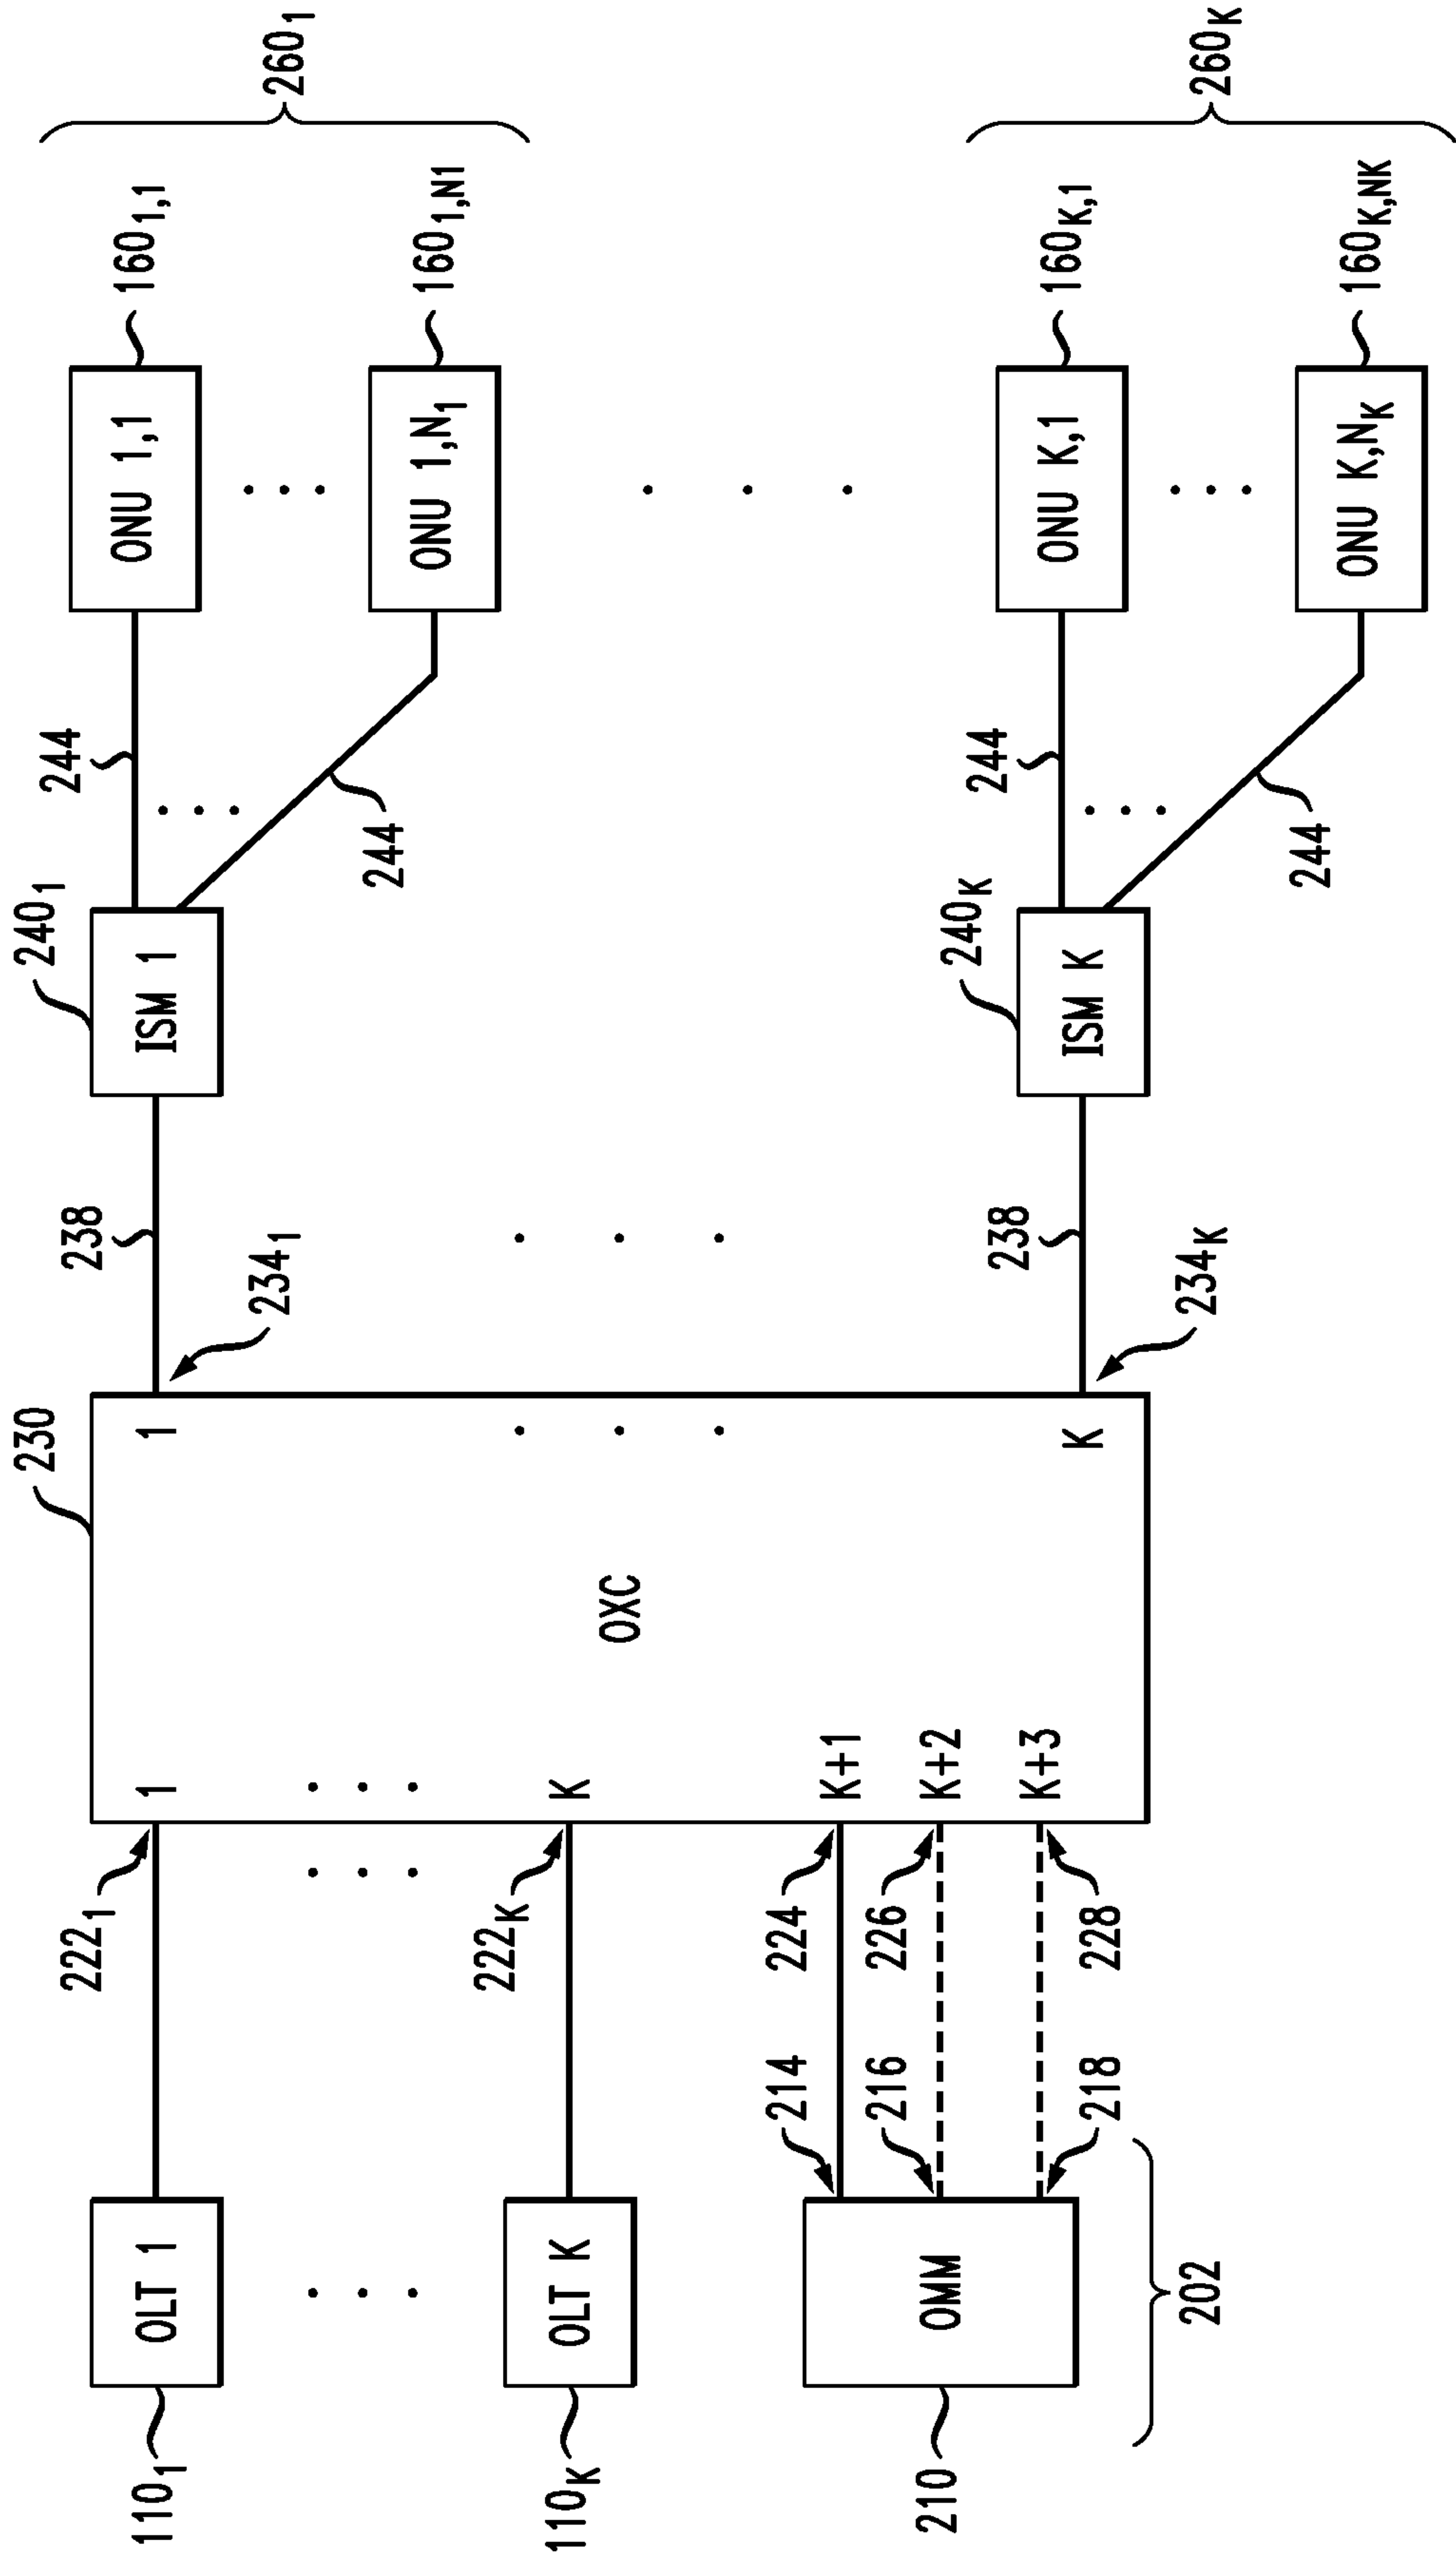 202
110₁
OLT 1
222₁
1
230
1
234₁
238
240₁
ISM 1
244
244
ONU 1,1
160₁,₁
ONU 1,N₁
160₁,N1
260₁
110K
OLT K
222K
K
OXC
210
OMM
214
224
K+1
216
226
K+2
218
228
K+3
K
234K
238
240K
ISM K
244
244
ONU K,1
160K,1
ONU K,NK
160K,NK
260K